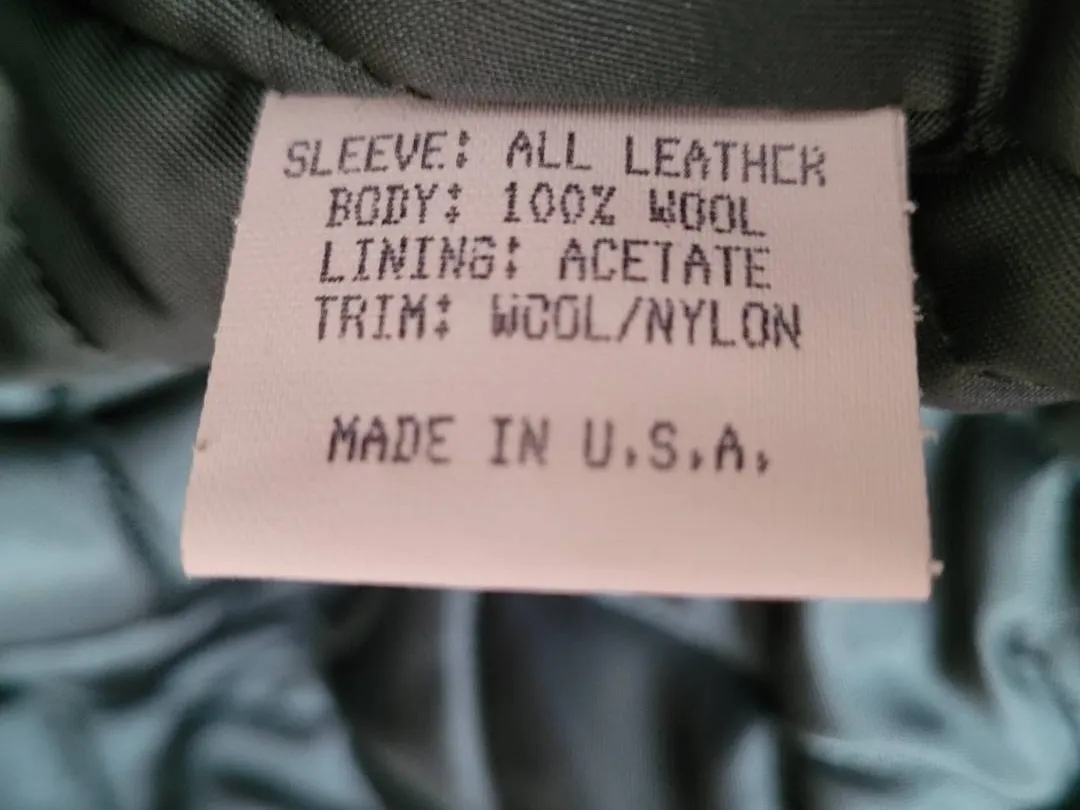 SLEEVE: ALL LEATHER
BODY: 100% WOOL
LINING: ACETATE
TRIM: WOOL/NYLON
MADE IN U.S.A.